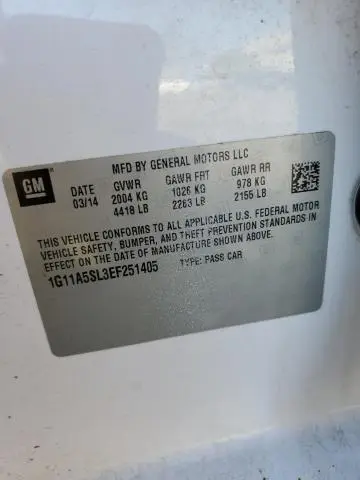 MFD BY GENERAL MOTORS LLC
GM
DATE GVWR GAWR FRT GAWR RR
03/14 2004 KG 1026 KG 978 KG
4418 LB 2263 LB 2155 LB
THIS VEHICLE CONFORMS TO ALL APPLICABLE U.S. FEDERAL MOTOR
VEHICLE SAFETY, BUMPER, AND THEFT PREVENTION STANDARDS IN
EFFECT ON THE DATE OF MANUFACTURE SHOWN ABOVE.
1G11A5SL3EF251405 TYPE: PASS CAR